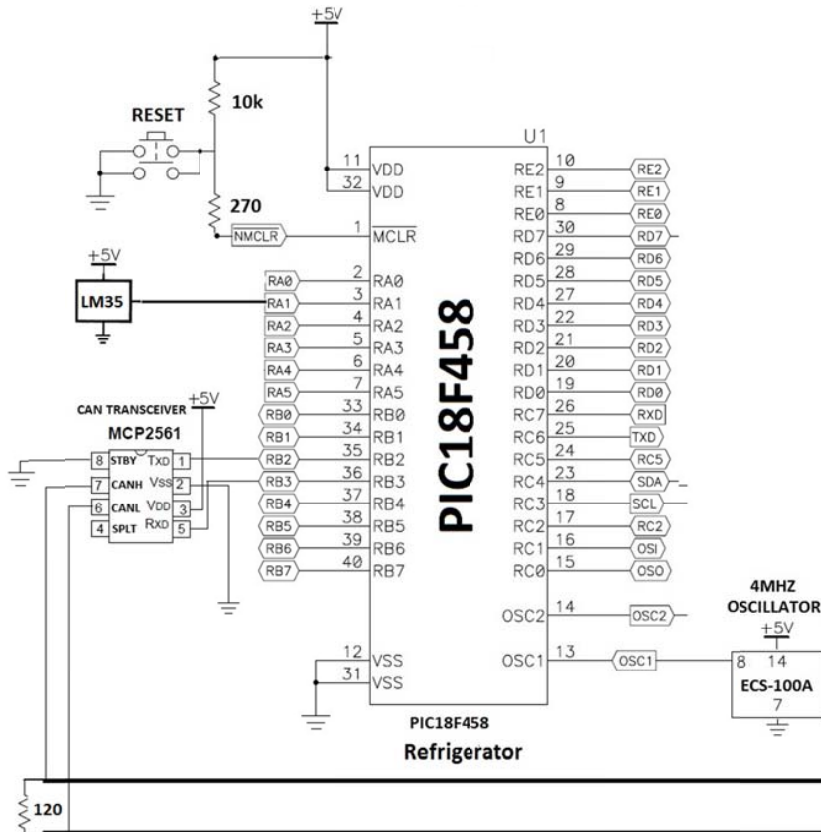 +5V
10k
RESET
270
NMCLR
+5V
LM35
U1
PIC18F458
11 VDD
32 VDD
1 MCLR
RA0 2 RA0
RA1 3 RA1
RA2 4 RA2
RA3 5 RA3
RA4 6 RA4
RA5 7 RA5
RB0 33 RB0
RB1 34 RB1
RB2 35 RB2
RB3 36 RB3
RB4 37 RB4
RB5 38 RB5
RB6 39 RB6
RB7 40 RB7
12 VSS
31 VSS
RE2 10 RE2
RE1 9 RE1
RE0 8 RE0
RD7 30 RD7
RD6 29 RD6
RD5 28 RD5
RD4 27 RD4
RD3 22 RD3
RD2 21 RD2
RD1 20 RD1
RD0 19 RD0
RC7 26 RXD
RC6 25 TXD
RC5 24 RC5
RC4 23 SDA
RC3 18 SCL
RC2 17 RC2
RC1 16 OSI
RC0 15 OSO
OSC2 14 OSC2
OSC1 13 OSC1
+5V
CAN TRANSCEIVER
MCP2561
8 STBY TXD 1
7 CANH VSS 2
6 CANL VDD 3
4 SPLT RXD 5
4MHZ
OSCILLATOR
+5V
8 14
ECS-100A
7
PIC18F458
Refrigerator
120